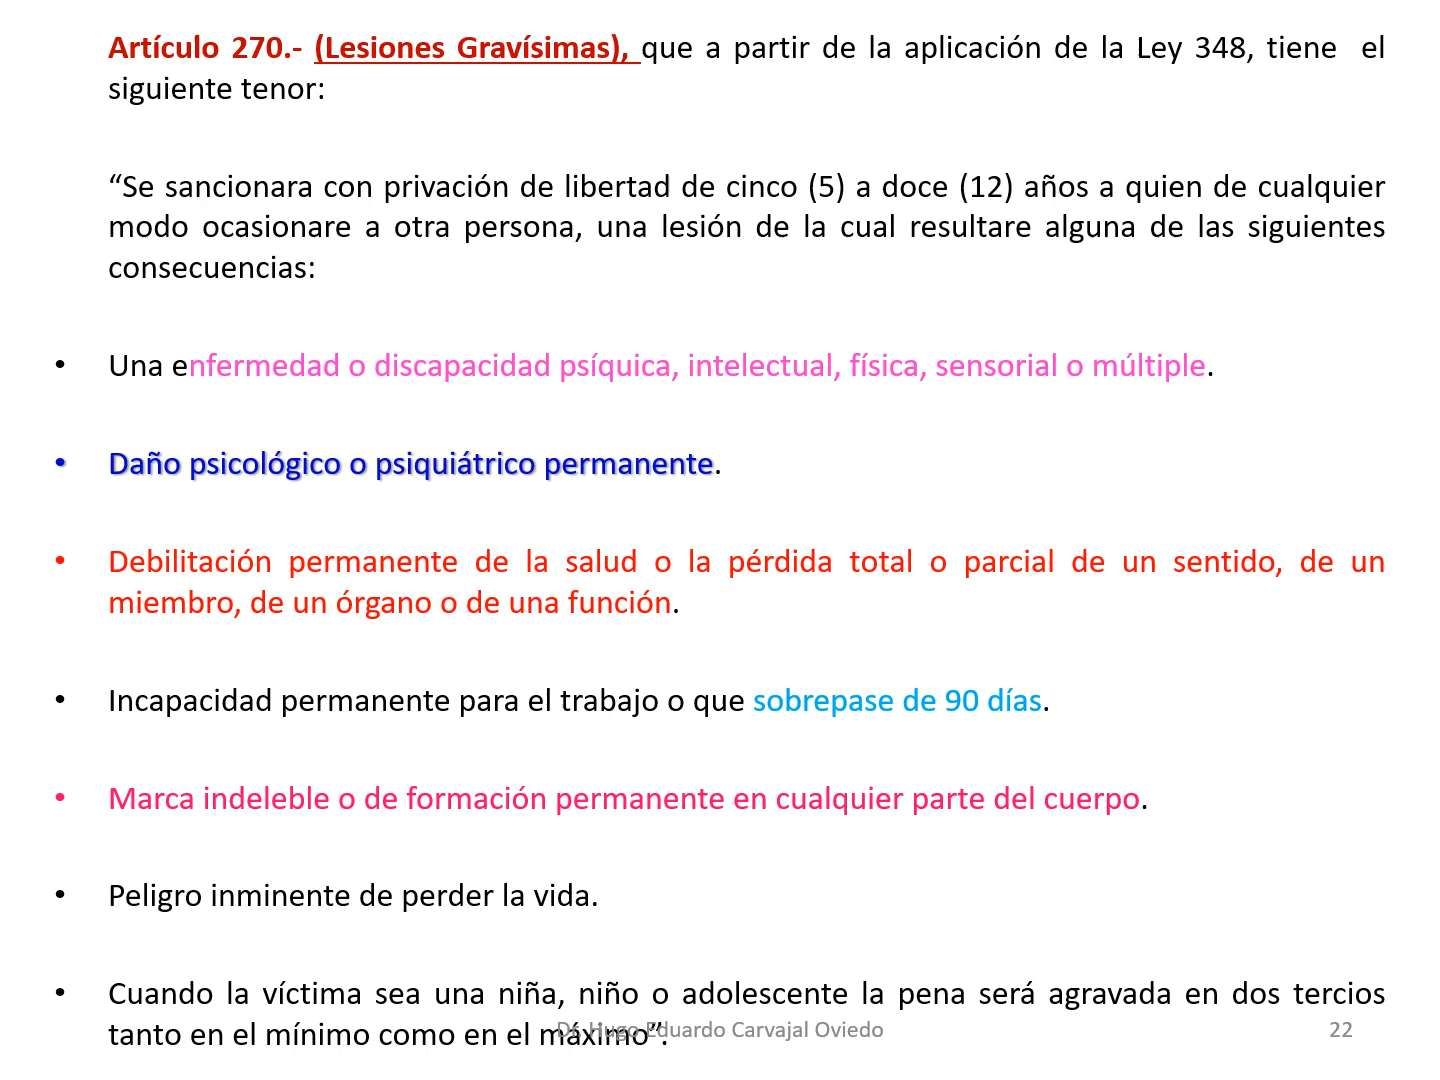 Artículo 270.- (Lesiones Gravísimas), que a partir de la aplicación de la Ley 348, tiene el
siguiente tenor:
“Se sancionara con privación de libertad de cinco (5) a doce (12) años a quien de cualquier
modo ocasionare a otra persona, una lesión de la cual resultare alguna de las siguientes
consecuencias:
• Una enfermedad o discapacidad psíquica, intelectual, física, sensorial o múltiple.
• Daño psicológico o psiquiátrico permanente.
• Debilitación permanente de la salud o la pérdida total o parcial de un sentido, de un
miembro, de un órgano o de una función.
• Incapacidad permanente para el trabajo o que sobrepase de 90 días.
• Marca indeleble o de formación permanente en cualquier parte del cuerpo.
• Peligro inminente de perder la vida.
• Cuando la víctima sea una niña, niño o adolescente la pena será agravada en dos tercios
tanto en el mínimo como en el máximo”.
Dr. Hugo Eduardo Carvajal Oviedo
22